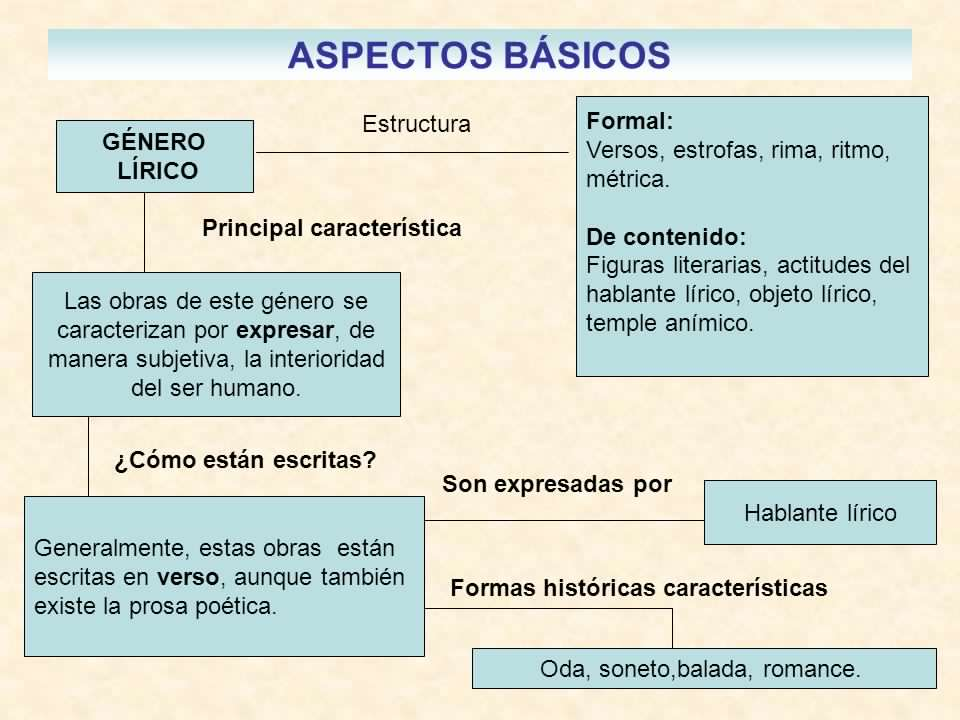 ASPECTOS BÁSICOS
GÉNERO
LÍRICO
Estructura
Formal:
Versos, estrofas, rima, ritmo,
métrica.
De contenido:
Figuras literarias, actitudes del
hablante lírico, objeto lírico,
temple anímico.
Principal característica
Las obras de este género se
caracterizan por expresar, de
manera subjetiva, la interioridad
del ser humano.
¿Cómo están escritas?
Generalmente, estas obras están
escritas en verso, aunque también
existe la prosa poética.
Son expresadas por
Hablante lírico
Formas históricas características
Oda, soneto,balada, romance.